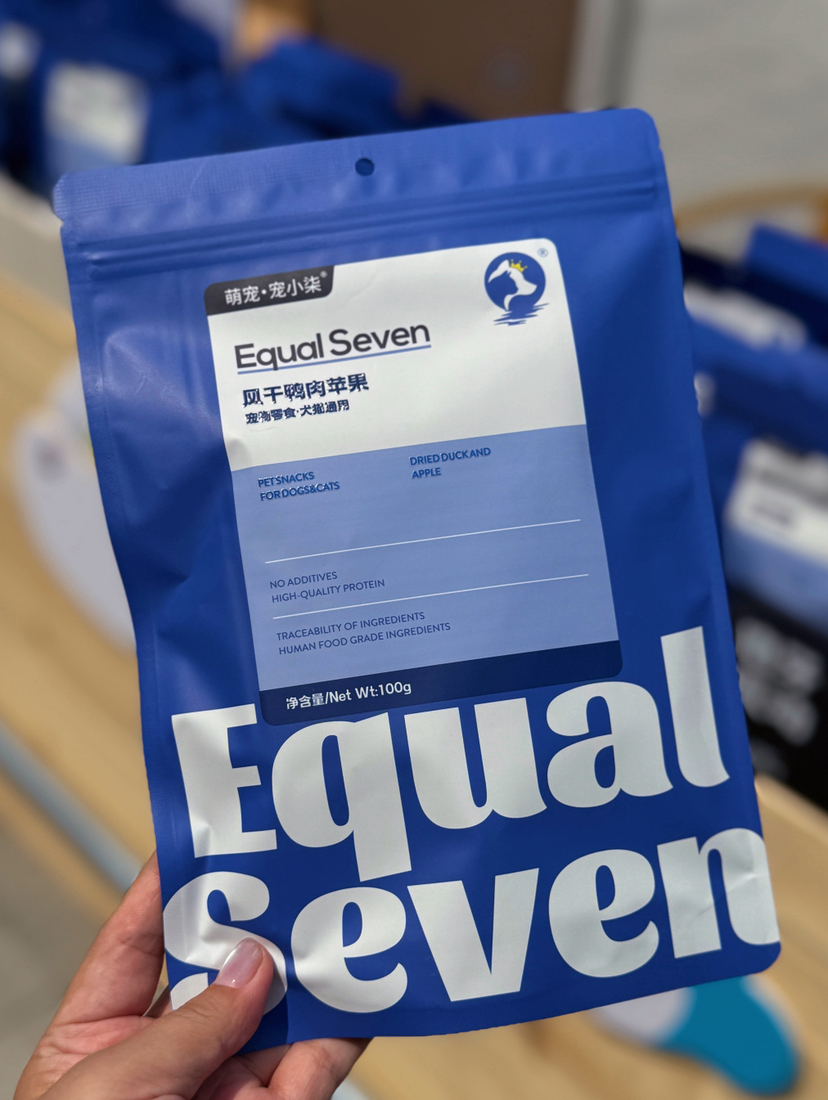 萌宠·宠小柒®
®
Equal Seven
风干鸭肉苹果
宠物零食·犬猫通用
PET SNACKS
FOR DOGS&CATS
DRIED DUCK AND
APPLE
NO ADDITIVES
HIGH-QUALITY PROTEIN
TRACEABILITY OF INGREDIENTS
HUMAN FOOD GRADE INGREDIENTS
净含量/Net Wt:100g
Equal
Seven